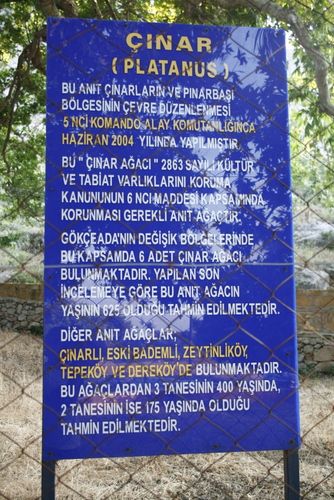 ÇINAR
( PLATANUS )
BU ANIT ÇINARLARIN VE PINARBAŞI
BÖLGESİNİN ÇEVRE DÜZENLENMESİ
5 NCİ KOMANDO ALAY KOMUTANLIĞINCA
HAZİRAN 2004 YILINDA YAPILMIŞTIR.
BU " ÇINAR AĞACI " 2863 SAYILI KÜLTÜR
VE TABİAT VARLIKLARINI KORUMA
KANUNUNUN 6 NCI MADDESİ KAPSAMINDA
KORUNMASI GEREKLİ ANIT AĞAÇTIR.
GÖKÇEADA'NIN DEĞİŞİK BÖLGELERİNDE
BU KAPSAMDA 6 ADET ÇINAR AĞACI
BULUNMAKTADIR. YAPILAN SON
İNCELEMEYE GÖRE BU ANIT AĞACIN
YAŞININ 625 OLDUĞU TAHMİN EDİLMEKTEDİR.
DİĞER ANIT AĞAÇLAR;
ÇINARLI, ESKİ BADEMLİ, ZEYTİNLİKÖY,
TEPEKÖY VE DEREKÖY'DE BULUNMAKTADIR.
BU AĞAÇLARDAN 3 TANESİNİN 400 YAŞINDA,
2 TANESİNİN İSE 175 YAŞINDA OLDUĞU
TAHMİN EDİLMEKTEDİR.